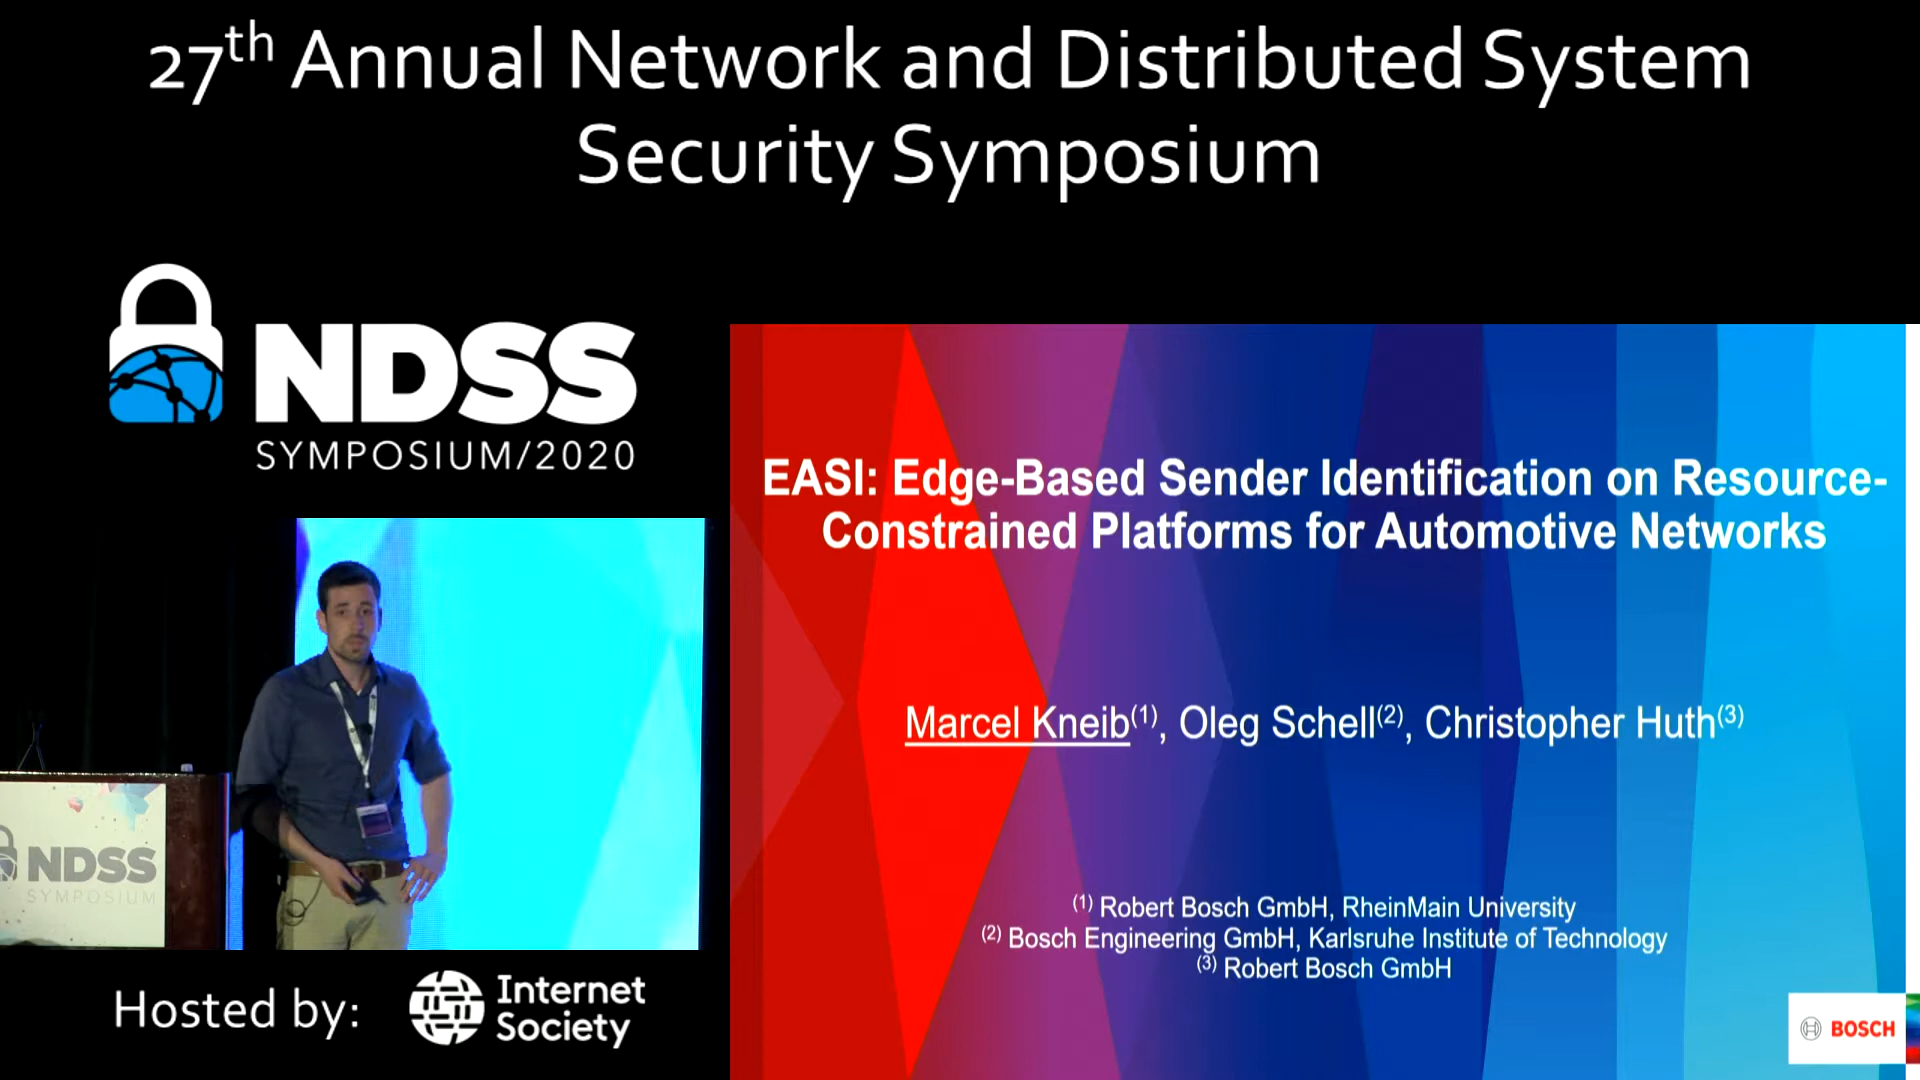 27th Annual Network and Distributed System
Security Symposium
NDSS
SYMPOSIUM/2020
EASI: Edge-Based Sender Identification on Resource-
Constrained Platforms for Automotive Networks
Marcel Kneib(1), Oleg Schell(2), Christopher Huth(3)
(1) Robert Bosch GmbH, RheinMain University
(2) Bosch Engineering GmbH, Karlsruhe Institute of Technology
(3) Robert Bosch GmbH
BOSCH
NDSS
SYMPOSIUM
Hosted by:
Internet
Society